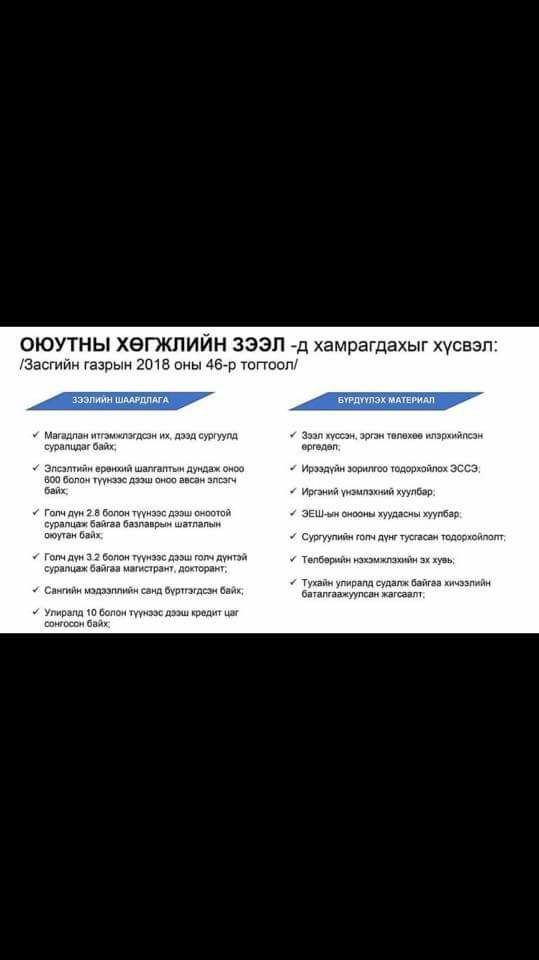 ОЮУТНЫ ХӨГЖЛИЙН ЗЭЭЛ -д хамрагдахыг хүсвэл:
/Засгийн газрын 2018 оны 46-р тогтоол/
ЗЭЭЛИЙН ШААРДЛАГА
✓ Магадлан итгэмжлэгдсэн их, дээд сургуульд
суралцдаг байх;
✓ Элсэлтийн ерөнхий шалгалтын дундаж оноо
600 болон түүнээс дээш оноо авсан элсэгч
байх;
✓ Голч дүн 2.8 болон түүнээс дээш оноотой
суралцаж байгаа бакалаврын шатлалын
оюутан байх;
✓ Голч дүн 3.2 болон түүнээс дээш голч дүнтэй
суралцаж байгаа магистрант, докторант;
✓ Сангийн мэдээллийн санд бүртгэгдсэн байх;
✓ Улиралд 10 болон түүнээс дээш кредит цаг
сонгосон байх;
БҮРДҮҮЛЭХ МАТЕРИАЛ
✓ Зээл хүссэн, эргэн төлөхөө илэрхийлсэн
өргөдөл;
✓ Ирээдүйн зорилгоо тодорхойлох ЭССЭ;
✓ Иргэний үнэмлэхний хуулбар;
✓ ЭЕШ-ын онооны хуудасны хуулбар;
✓ Сургуулийн голч дүнг тусгасан тодорхойлолт;
✓ Төлбөрийн нэхэмжлэхийн эх хувь;
✓ Тухайн улиралд судалж байгаа хичээлийн
баталгаажуулсан жагсаалт;